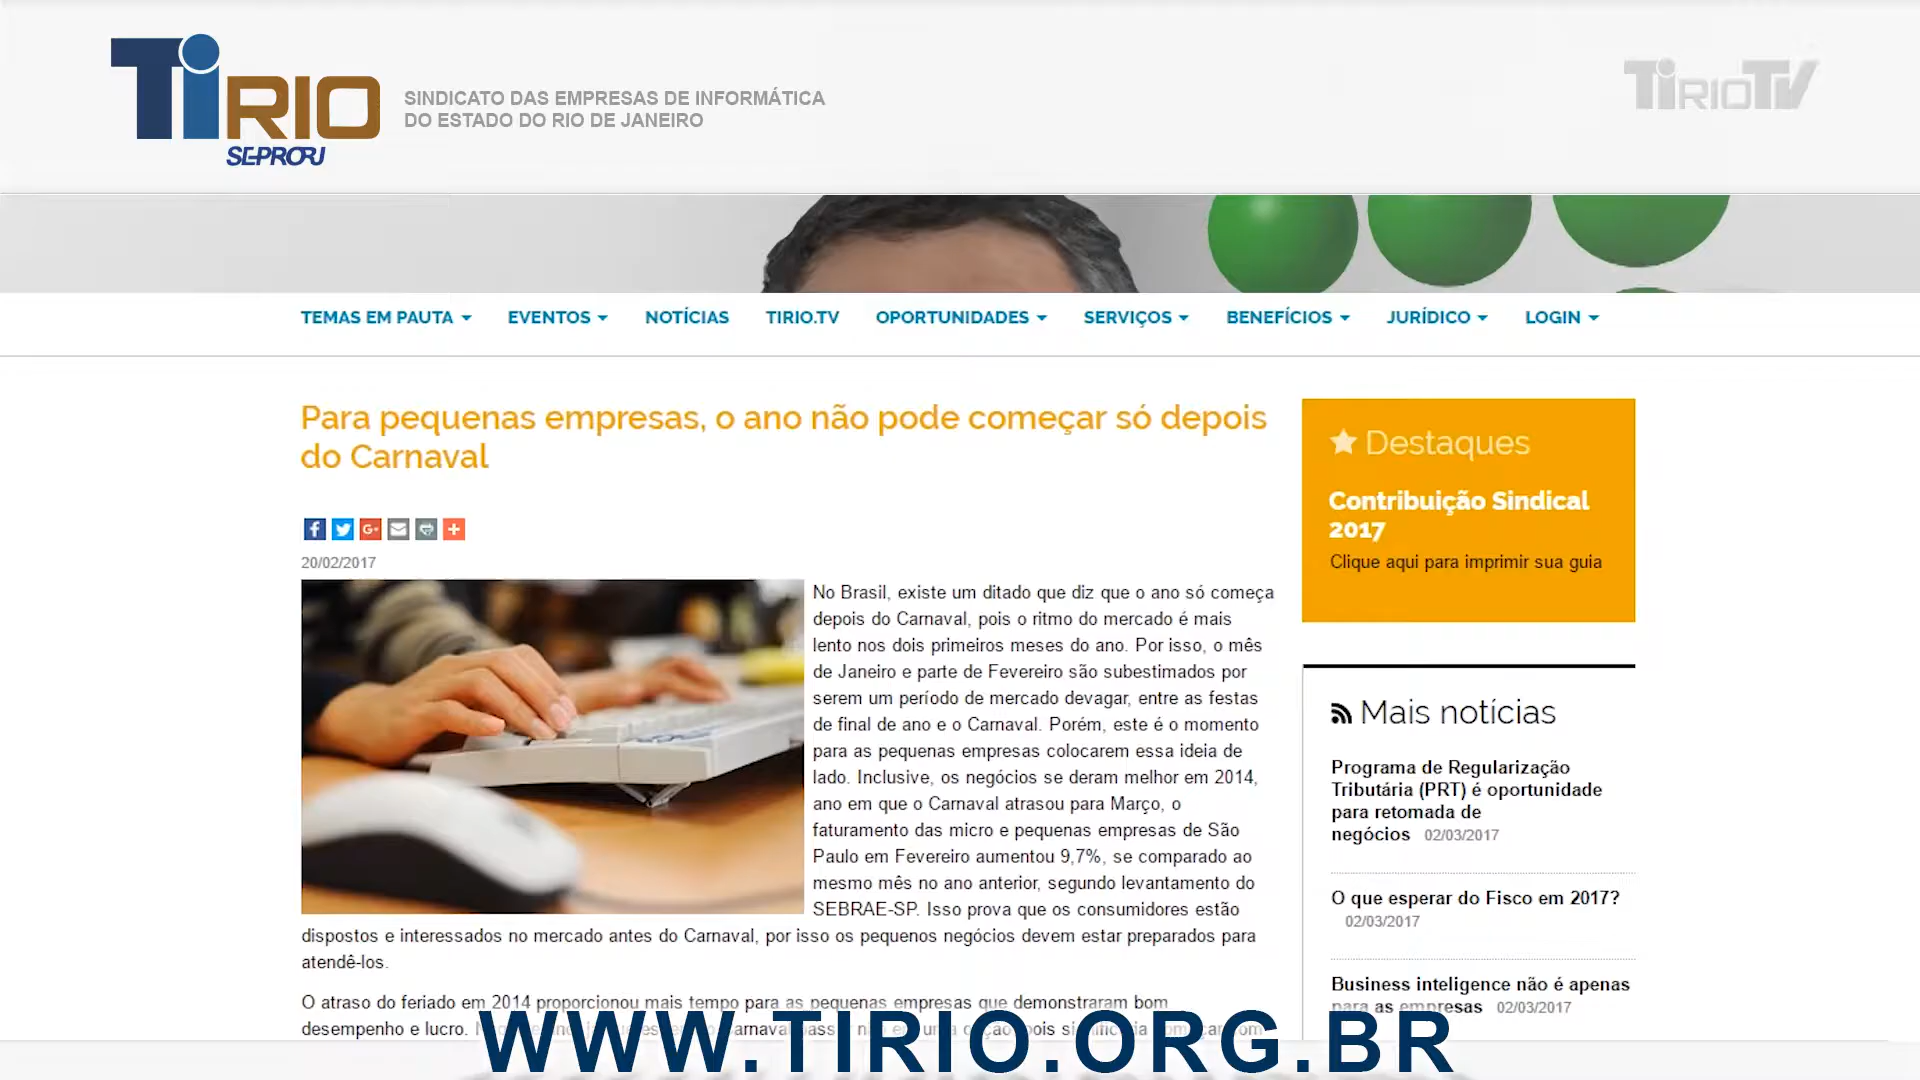 TiRIO
SEPRORJ
SINDICATO DAS EMPRESAS DE INFORMÁTICA
DO ESTADO DO RIO DE JANEIRO
TiRIOTV
TEMAS EM PAUTA EVENTOS NOTÍCIAS TIRIO.TV OPORTUNIDADES SERVIÇOS BENEFÍCIOS JURÍDICO LOGIN
Para pequenas empresas, o ano não pode começar só depois
do Carnaval
20/02/2017
No Brasil, existe um ditado que diz que o ano só começa
depois do Carnaval, pois o ritmo do mercado é mais
lento nos dois primeiros meses do ano. Por isso, o mês
de Janeiro e parte de Fevereiro são subestimados por
serem um período de mercado devagar, entre as festas
de final de ano e o Carnaval. Porém, este é o momento
para as pequenas empresas colocarem essa ideia de
lado. Inclusive, os negócios se deram melhor em 2014,
ano em que o Carnaval atrasou para Março, o
faturamento das micro e pequenas empresas de São
Paulo em Fevereiro aumentou 9,7%, se comparado ao
mesmo mês no ano anterior, segundo levantamento do
SEBRAE-SP. Isso prova que os consumidores estão
dispostos e interessados no mercado antes do Carnaval, por isso os pequenos negócios devem estar preparados para
atendê-los.
O atraso do feriado em 2014 proporcionou mais tempo para as pequenas empresas que demonstraram bom
desempenho e lucro.
Destaques
Contribuição Sindical
2017
Clique aqui para imprimir sua guia
Mais notícias
Programa de Regularização
Tributária (PRT) é oportunidade
para retomada de
negócios 02/03/2017
O que esperar do Fisco em 2017?
02/03/2017
Business inteligence não é apenas
para as empresas 02/03/2017
WWW.TIRIO.ORG.BR